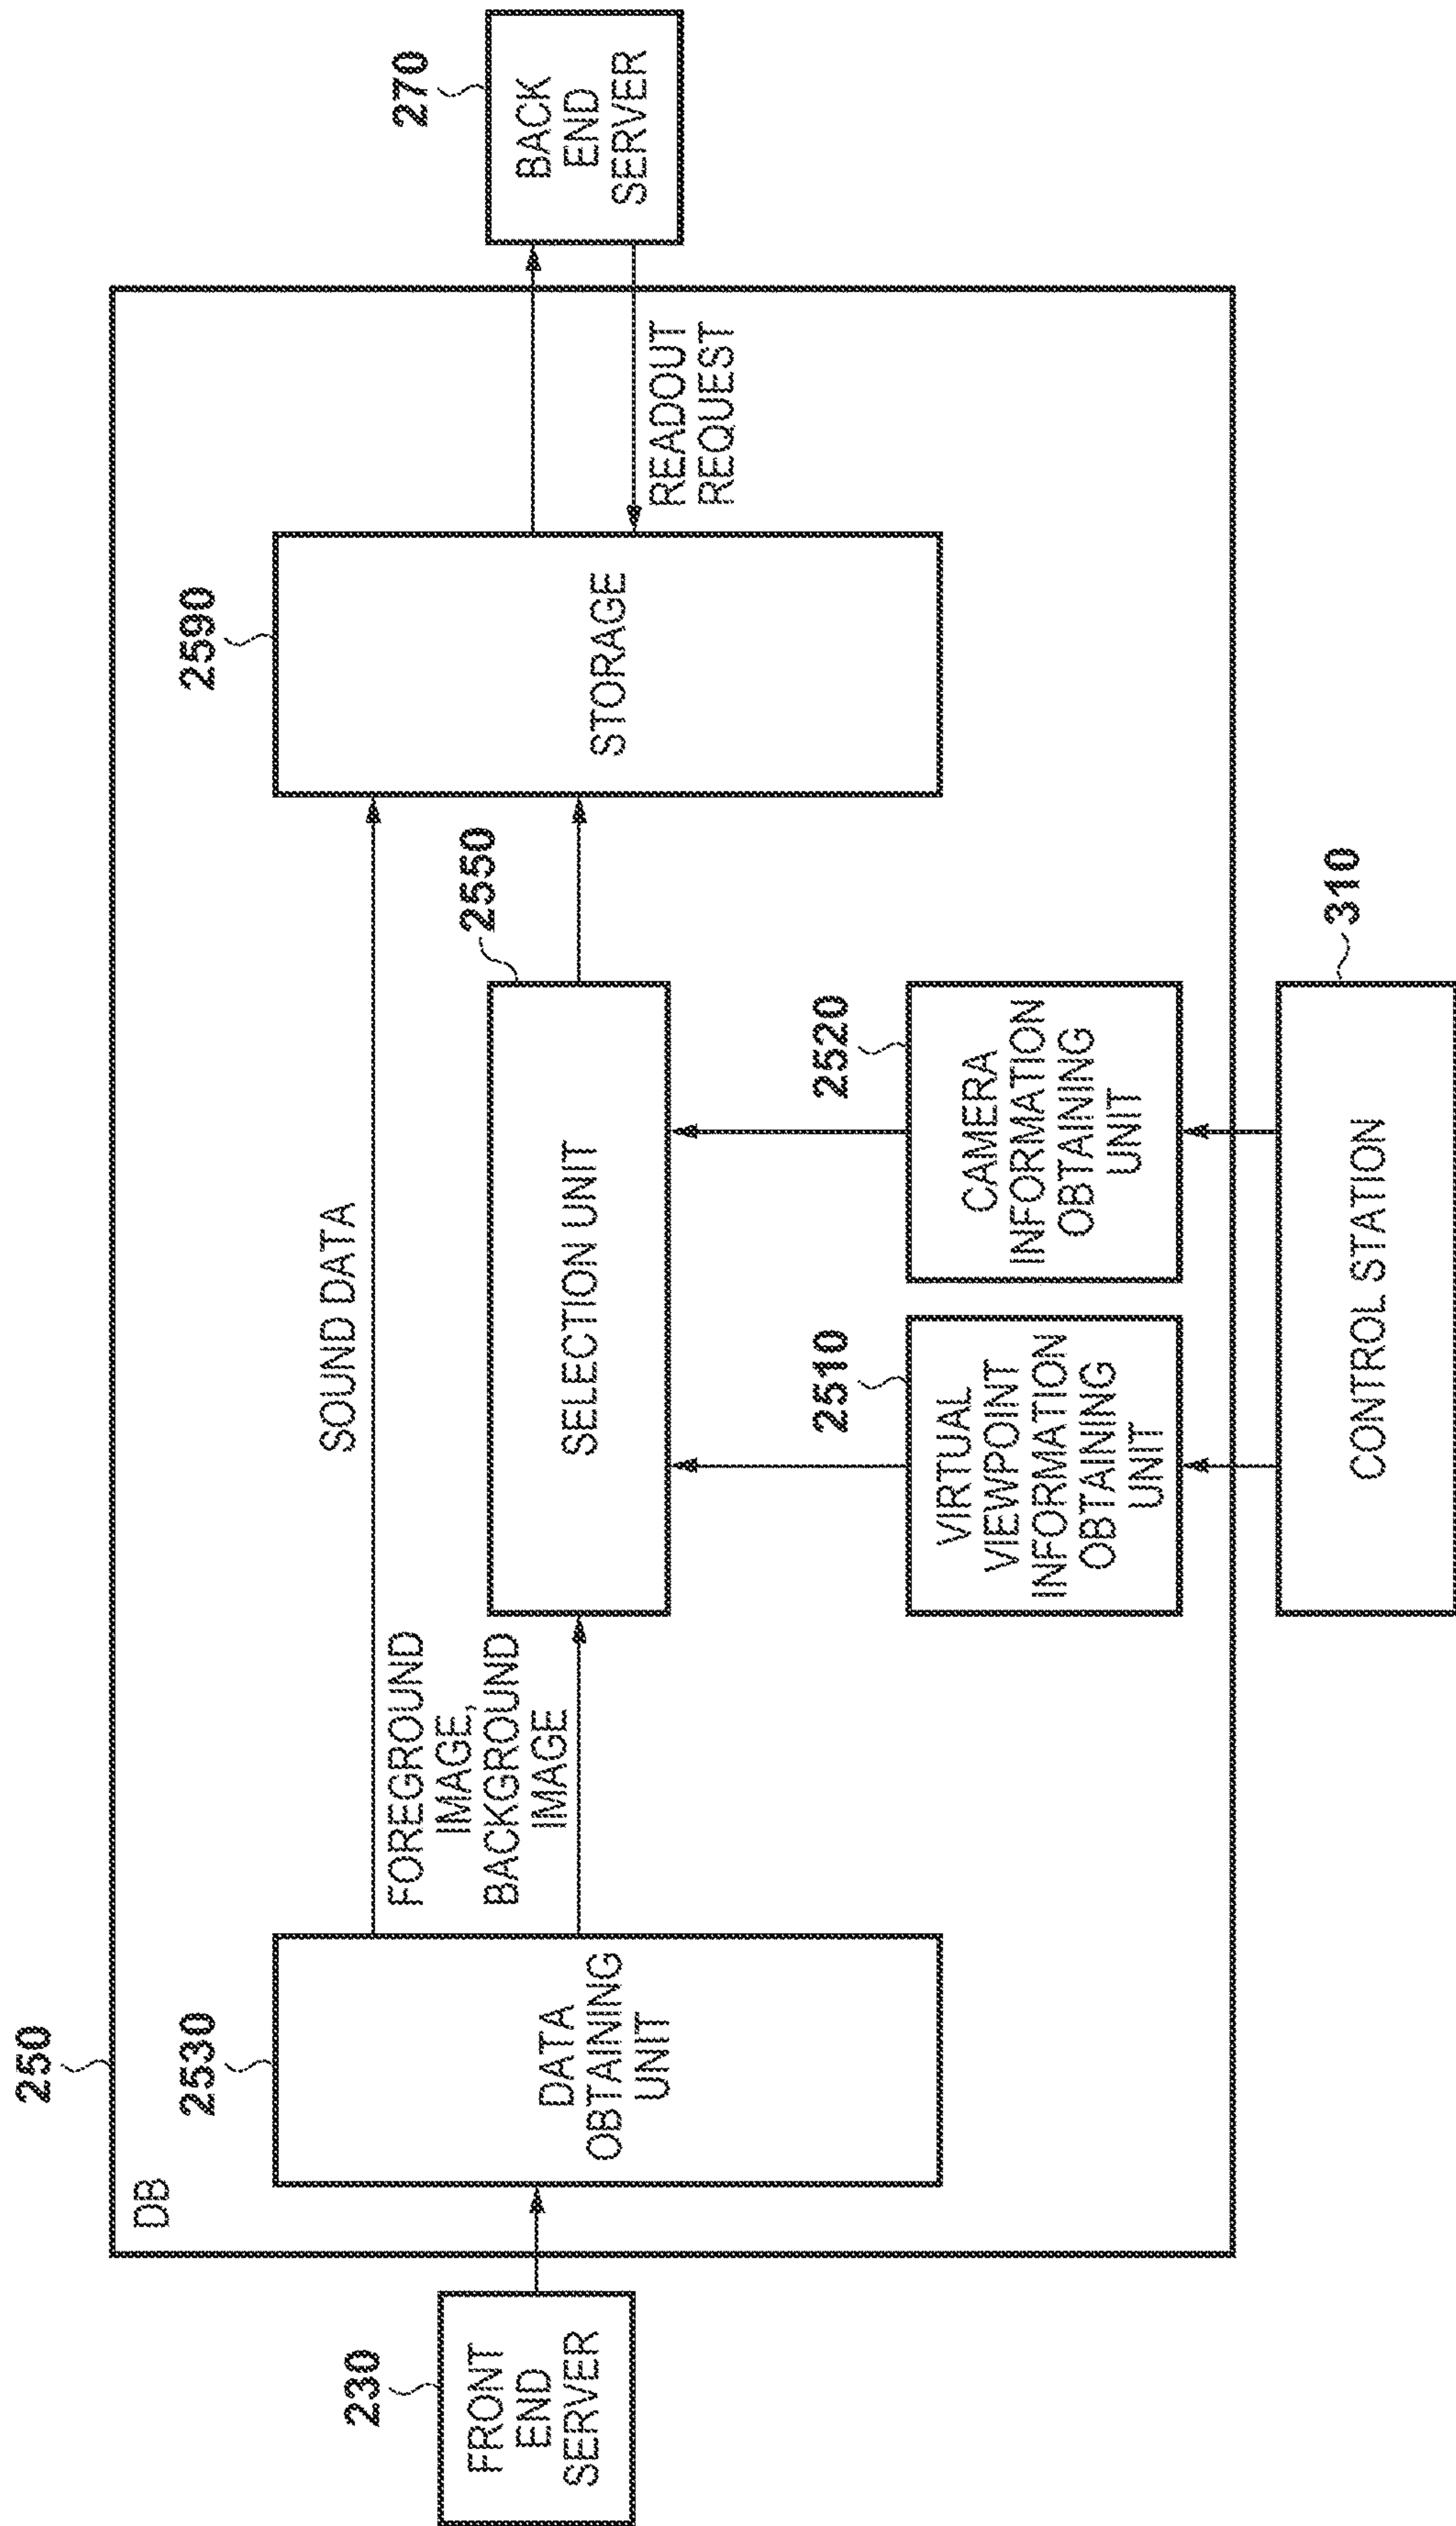 250
DB
230
FRONT
END
SERVER
2530
DATA
OBTAINING
UNIT
SOUND DATA
FOREGROUND
IMAGE,
BACKGROUND
IMAGE
2550
SELECTION UNIT
2510
VIRTUAL
VIEWPOINT
INFORMATION
OBTAINING
UNIT
2520
CAMERA
INFORMATION
OBTAINING
UNIT
310
CONTROL STATION
2590
STORAGE
READOUT
REQUEST
270
BACK
END
SERVER